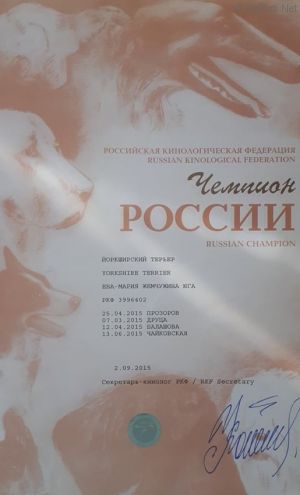 РОССИЙСКАЯ КИНОЛОГИЧЕСКАЯ ФЕДЕРАЦИЯ
RUSSIAN KINOLOGICAL FEDERATION
Чемпион
РОССИИ
RUSSIAN CHAMPION
ЙОРКШИРСКИЙ ТЕРЬЕР
YORKSHIRE TERRIER
ЕВА-МАРИЯ ЖЕМЧУЖИНА ЮГА
РКФ 3996402
25.04.2015 ПРОЗОРОВ
07.03.2015 ДРУЦА
12.04.2015 БАЛАШОВА
13.06.2015 ЧАЙКОВСКАЯ
2.09.2015
Секретарь-кинолог РКФ / RKF Secretary